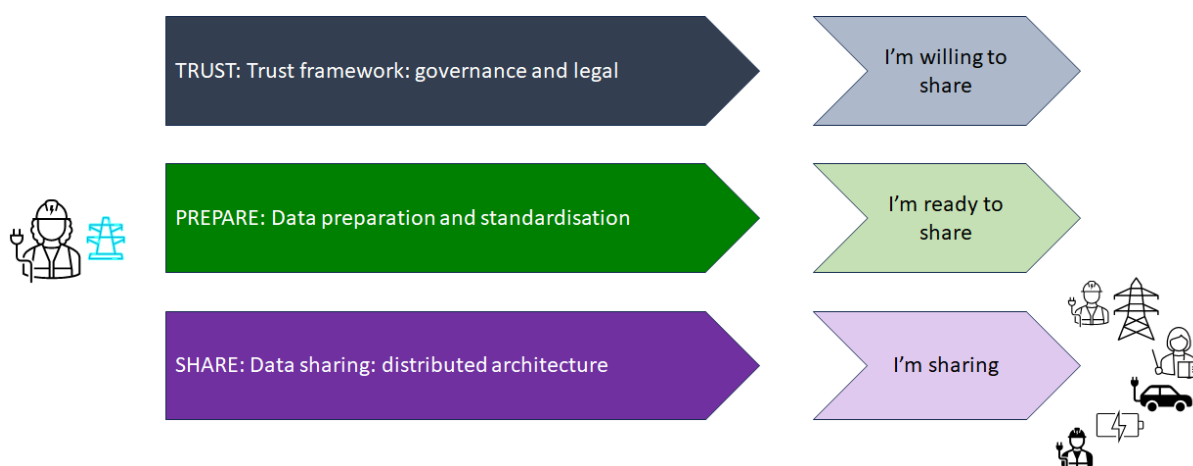 TRUST: Trust framework: governance and legal
I’m willing to
share
PREPARE: Data preparation and standardisation
I’m ready to
share
SHARE: Data sharing: distributed architecture
I’m sharing